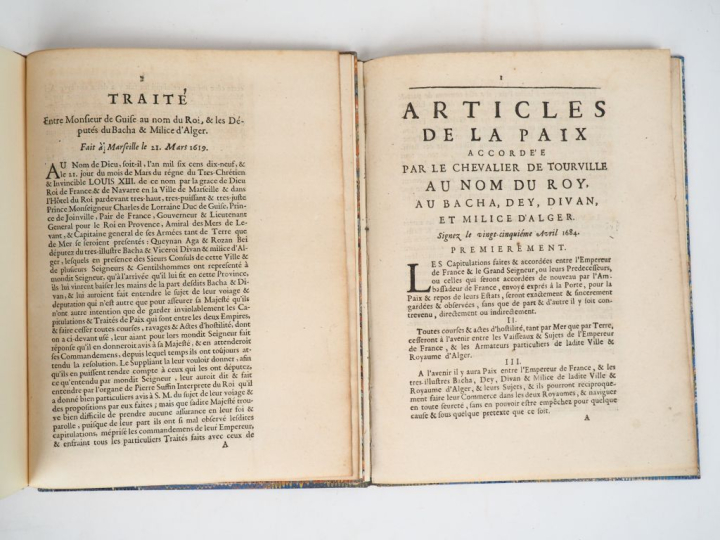 2
TRAITÉ
Entre Monsieur de Guise au nom du Roi, & les Dé-
putés du Bacha & Milice d'Alger.
Fait à Marseille le 21. Mars 1619.
AU Nom de Dieu, soit-il, l'an mil six cens dix-neuf, &
le 21. jour du mois de Mars du régne du Tres-Chrêtien
& Invincible LOUIS XIII. de ce nom par la grace de Dieu
Roi de France & de Navarre en la Ville de Marseille & dans
l'Hôtel du Roi pardevant tres-haut, tres-puissant & tres-juste
Prince Monseigneur Charles de Lorraine Duc de Guise, Prin-
ce de Joinville, Pair de France, Gouverneur & Lieutenant
General pour le Roi en Provence, Amiral des Mers de Le-
vant, & Capitaine general de ses Armées tant de Terre que
de Mer se seroient presentés: Queynan Aga & Rozan Bei
députez du tres-illustre Bacha & Viceroi Divan & milice d'Al-
ger, lesquels en presence des Sieurs Consuls de cette Ville &
de plusieurs Seigneurs & Gentilshommes ont representé à
mondit Seigneur, qu'à l'arrivée qu'il lui fit en cette Province,
ils lui vinrent baiser les mains de la part desdits Bacha & Di-
van, & lui auroient fait entendre le sujet de leur voiage &
députation qui n'est autre que pour assurer sa Majesté qu'ils
n'ont autre intention que de garder inviolablement les Ca-
pitulations & Traités de Paix qui sont entre les deux Empires,
& faire cesser toutes courses, ravages & Actes d'hostilité, dont
on a ci-devant usé, leur aiant pour lors mondit Seigneur fait
réponse qu'il en donneroit avis à sa Majesté, & en attenderoit
ses Commandemens, depuis lequel temps ils ont toûjours at-
tendu la resolution. Le Suppliant la leur vouloir donner, afin
qu'ils en puissent rendre compte à ceux qui les ont députez,
ce qu'entendu par mondit Seigneur, leur auroit dit & fait
entendre par l'organe de Pierre Suffin Interprete du Roi qu'il
a donné bien particuliers avis à S. M. du sujet de leur voiage &
des propositions par eux faites; mais que sadite Majesté trou-
ve bien difficile de prendre aucune assurance en leur foi &
parolle, puisque de leur part ils ont si mal observé lesdites
capitulations, méprisé les commandemens de leur Empereur,
& enfraint tous les particuliers Traités faits avec ceux de
A
1
ARTICLES
DE LA PAIX
ACCORDÉE
PAR LE CHEVALIER DE TOURVILLE
AU NOM DU ROY,
AU BACHA, DEY, DIVAN,
ET MILICE D'ALGER.
Signez le vingt-cinquiéme Avril 1684.
PREMIEREMENT.
LES Capitulations faites & accordées entre l'Empereur
de France & le Grand Seigneur, ou leurs Predecesseurs,
ou celles qui seront accordées de nouveau par l'Am-
bassadeur de France, envoyé exprés à la Porte, pour la
Paix & repos de leurs Estats, seront exactement & sincerement
gardées & observées, sans que de part & d'autre il y soit con-
trevenu, directement ou indirectement.
II.
Toutes courses & actes d'hostilité, tant par Mer que par Terre,
cesseront à l'avenir entre les Vaisseaux & Sujets de l'Empereur
de France, & les Armateurs particuliers de ladite Ville &
Royaume d'Alger.
III.
A l'avenir il y aura Paix entre l'Empereur de France, & les
tres illustres Bacha, Dey, Divan & Milice de ladite Ville &
Royaume d'Alger, & leurs Sujets, & ils pourront reciproque-
ment faire leur Commerce dans les deux Royaumes, & naviguer
en toute seureté, sans en pouvoir estre empêchez pour quelque
cause & sous quelque pretexte que ce soit.
A